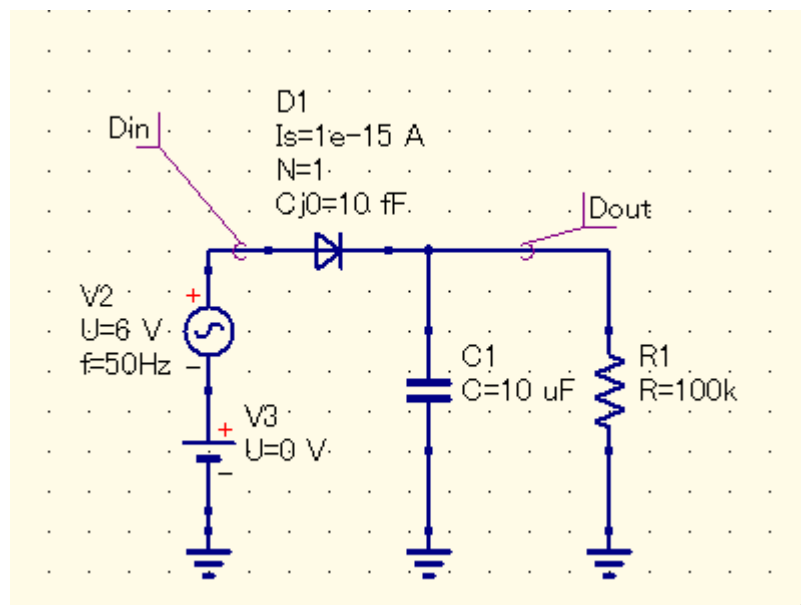 D1
Is=1e-15 A
N=1
Cj0=10 fF
Din
Dout
V2
U=6 V
f=50Hz
+
−
V3
U=0 V
+
−
C1
C=10 uF
R1
R=100k